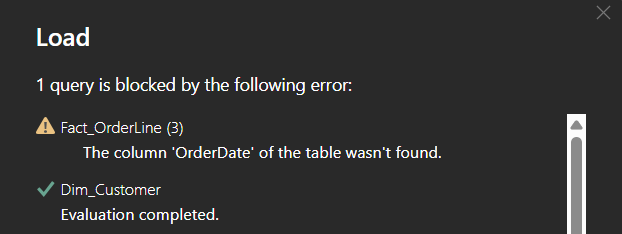 Load
1 query is blocked by the following error:
Fact_OrderLine (3)
The column 'OrderDate' of the table wasn't found.
Dim_Customer
Evaluation completed.